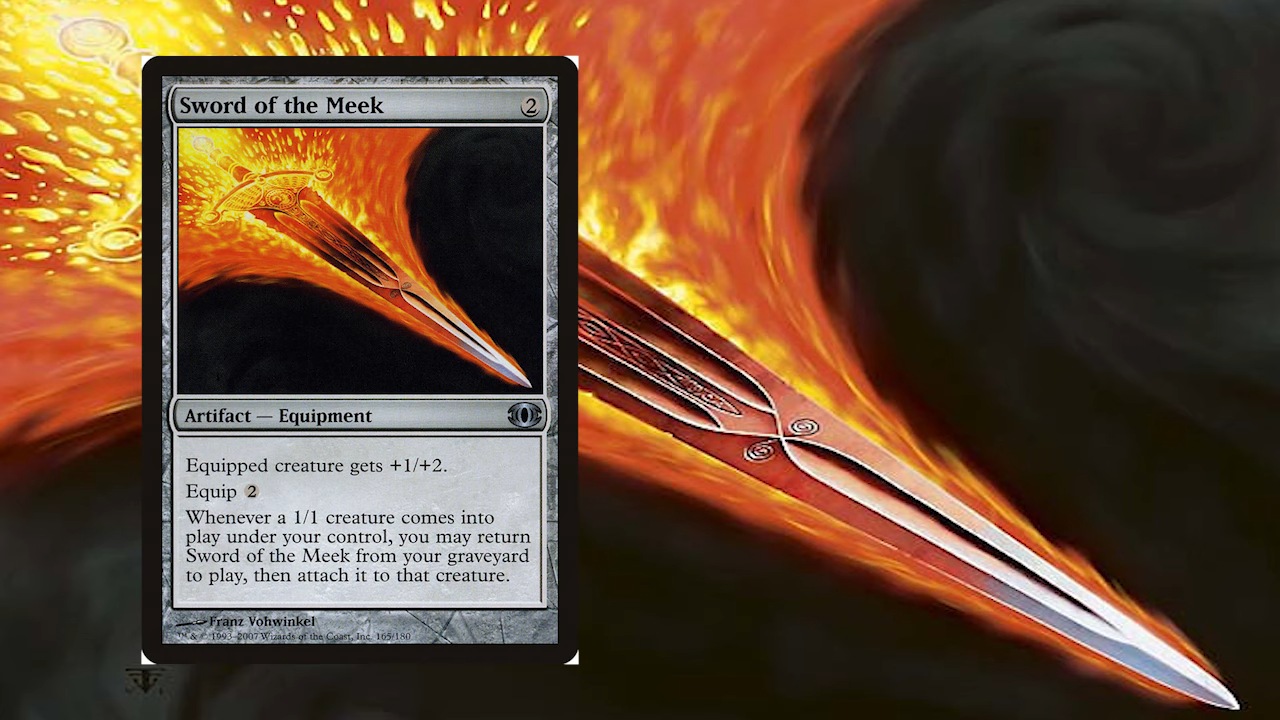 Sword of the Meek 2
Artifact — Equipment
Equipped creature gets +1/+2.
Equip 2
Whenever a 1/1 creature comes into
play under your control, you may return
Sword of the Meek from your graveyard
to play, then attach it to that creature.
Franz Vohwinkel
™ & © 1993–2007 Wizards of the Coast, Inc. 165/180